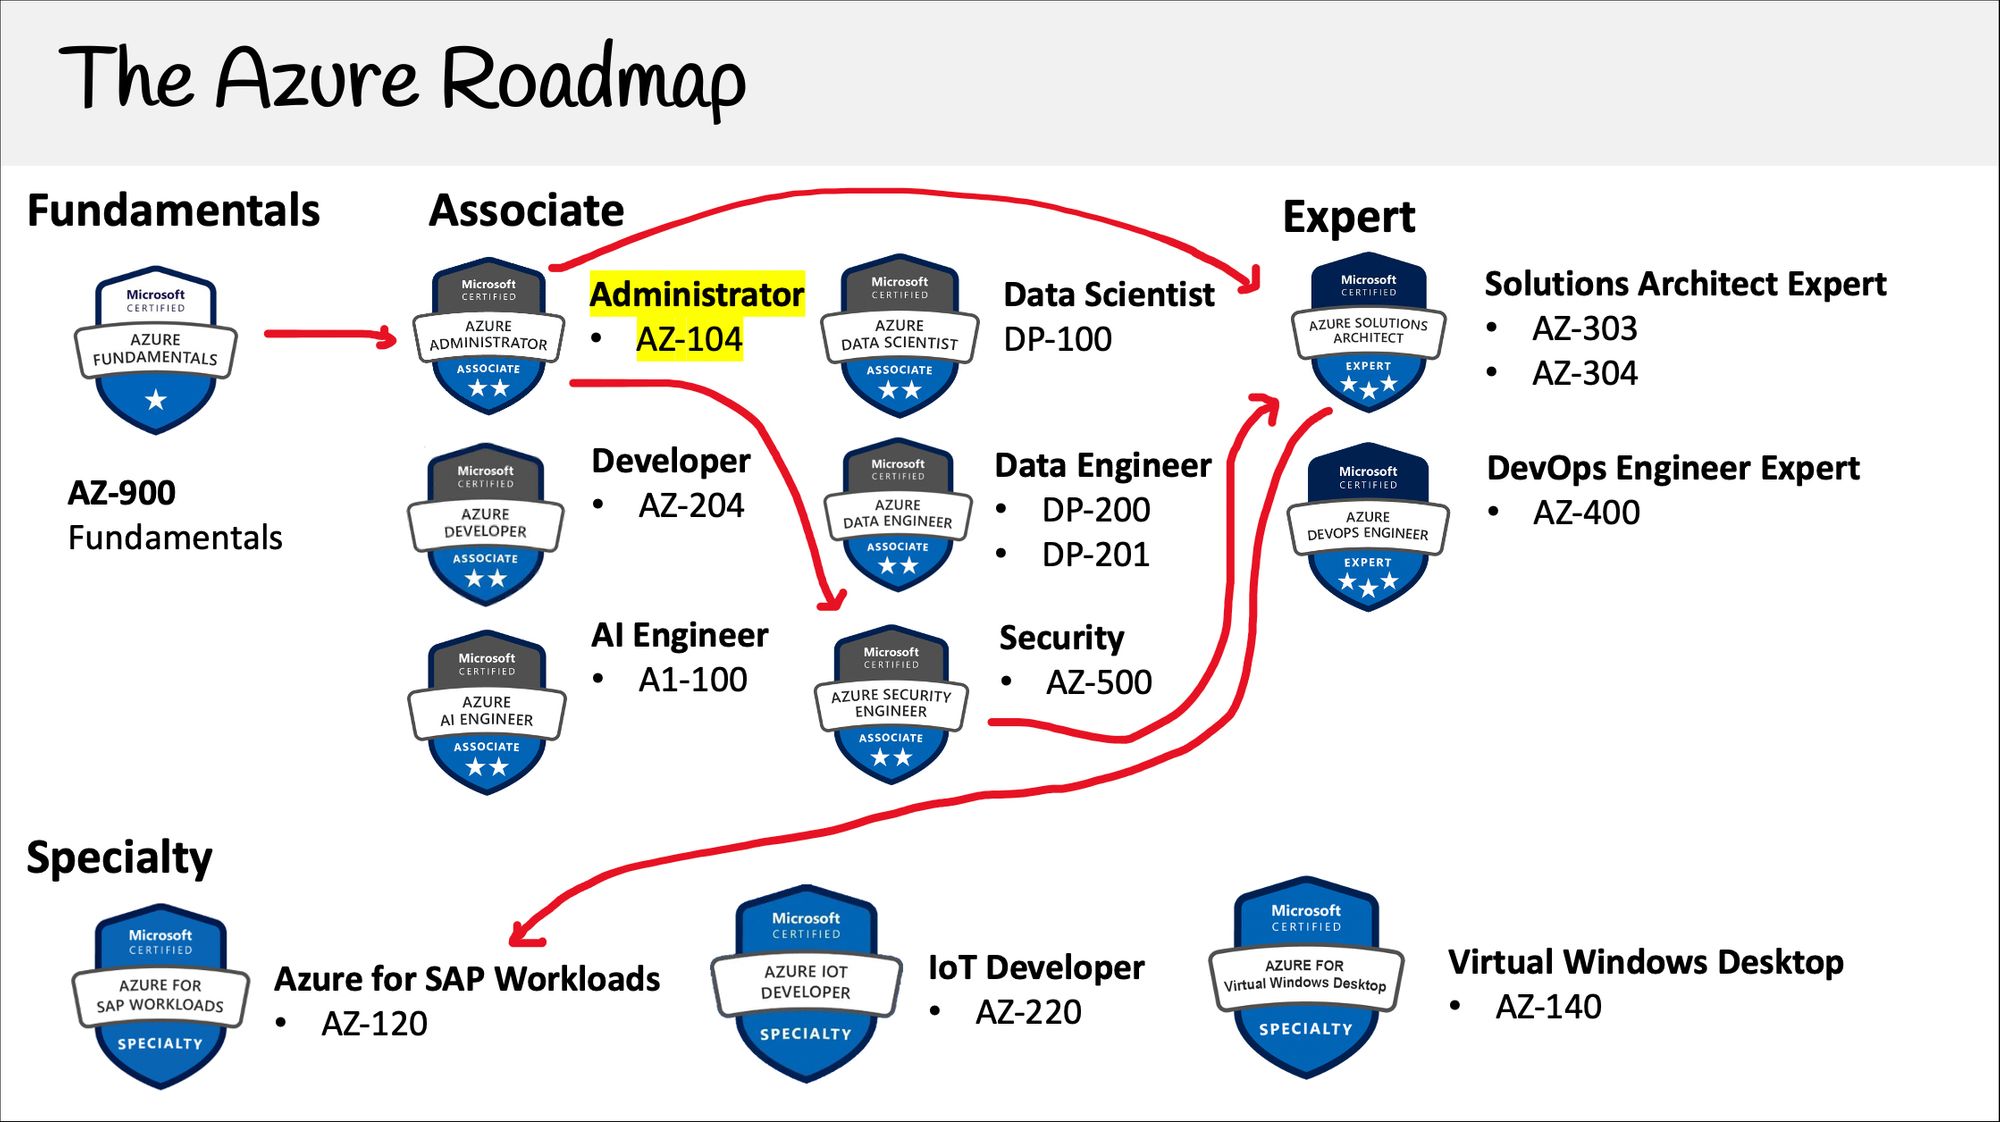 The Azure Roadmap
Fundamentals
Microsoft
CERTIFIED
AZURE
FUNDAMENTALS
AZ-900
Fundamentals
Associate
Microsoft
CERTIFIED
AZURE
ADMINISTRATOR
ASSOCIATE
Administrator
• AZ-104
Microsoft
CERTIFIED
AZURE
DEVELOPER
ASSOCIATE
Developer
• AZ-204
Microsoft
CERTIFIED
AZURE
AI ENGINEER
ASSOCIATE
AI Engineer
• A1-100
Microsoft
CERTIFIED
AZURE
DATA SCIENTIST
ASSOCIATE
Data Scientist
DP-100
Microsoft
CERTIFIED
AZURE
DATA ENGINEER
ASSOCIATE
Data Engineer
• DP-200
• DP-201
Microsoft
CERTIFIED
AZURE SECURITY
ENGINEER
ASSOCIATE
Security
• AZ-500
Expert
Microsoft
CERTIFIED
AZURE SOLUTIONS
ARCHITECT
EXPERT
Solutions Architect Expert
• AZ-303
• AZ-304
Microsoft
CERTIFIED
AZURE
DEVOPS ENGINEER
EXPERT
DevOps Engineer Expert
• AZ-400
Specialty
Microsoft
CERTIFIED
AZURE FOR
SAP WORKLOADS
SPECIALTY
Azure for SAP Workloads
• AZ-120
Microsoft
CERTIFIED
AZURE IOT
DEVELOPER
SPECIALTY
IoT Developer
• AZ-220
Microsoft
CERTIFIED
AZURE FOR
Virtual Windows Desktop
SPECIALTY
Virtual Windows Desktop
• AZ-140